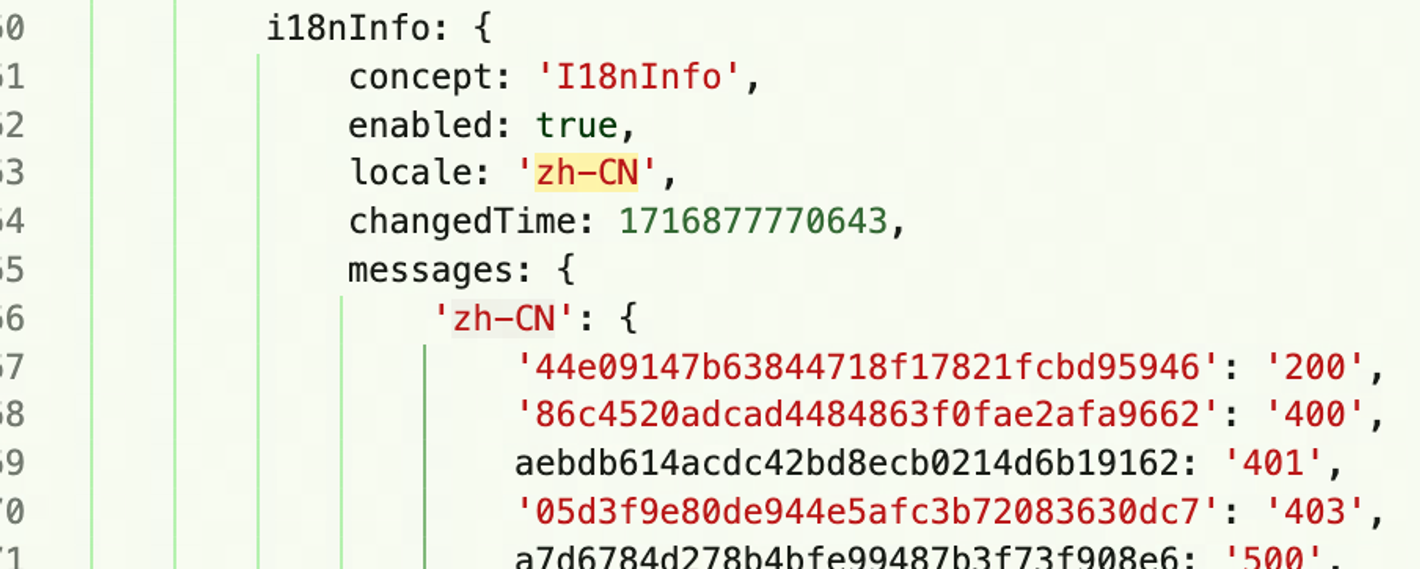 60 i18nInfo: {
61 concept: 'I18nInfo',
62 enabled: true,
63 locale: 'zh-CN',
64 changedTime: 1716877770643,
65 messages: {
66 'zh-CN': {
67 '44e09147b63844718f17821fcbd95946': '200',
68 '86c4520adcad4484863f0fae2afa9662': '400',
69 aebdb614acdc42bd8ecb0214d6b19162: '401',
70 '05d3f9e80de944e5afc3b72083630dc7': '403',
71 a7d6784d278b4bfe99487b3f73f908e6: '500',